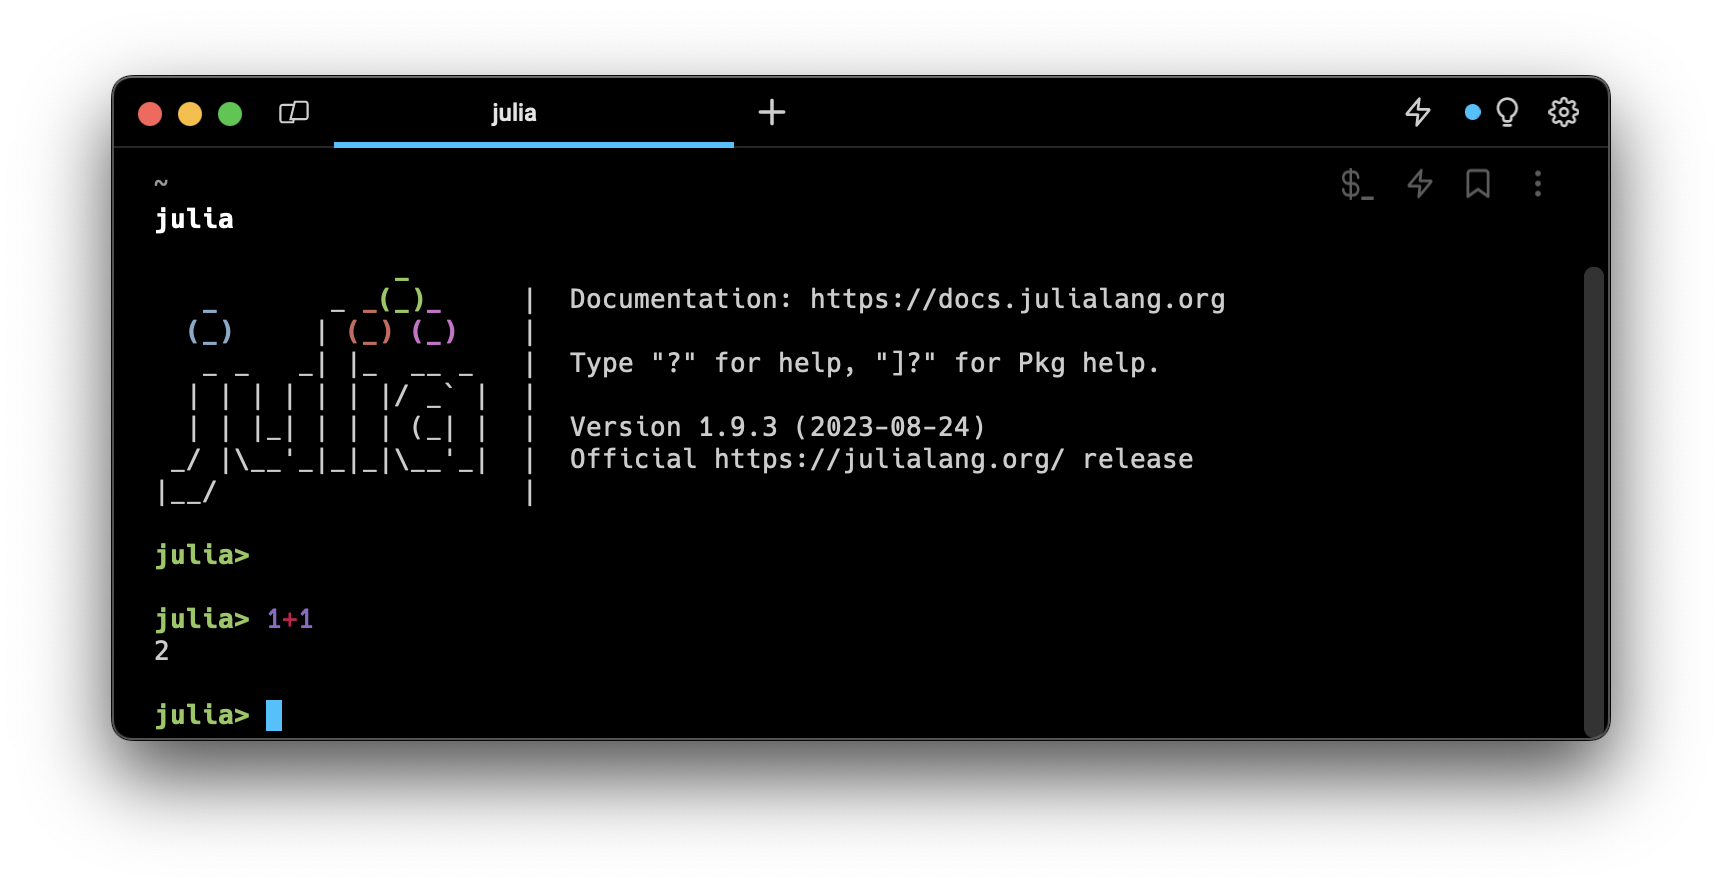 julia
~
julia
               _
   _       _ _(_)_     |  Documentation: https://docs.julialang.org
  (_)     | (_) (_)    |
   _ _   _| |_  __ _   |  Type "?" for help, "]?" for Pkg help.
  | | | | | | |/ _` |  |
  | | |_| | | | (_| |  |  Version 1.9.3 (2023-08-24)
 _/ |\__'_|_|_|\__'_|  |  Official https://julialang.org/ release
|__/                   |
julia>
julia> 1+1
2
julia>